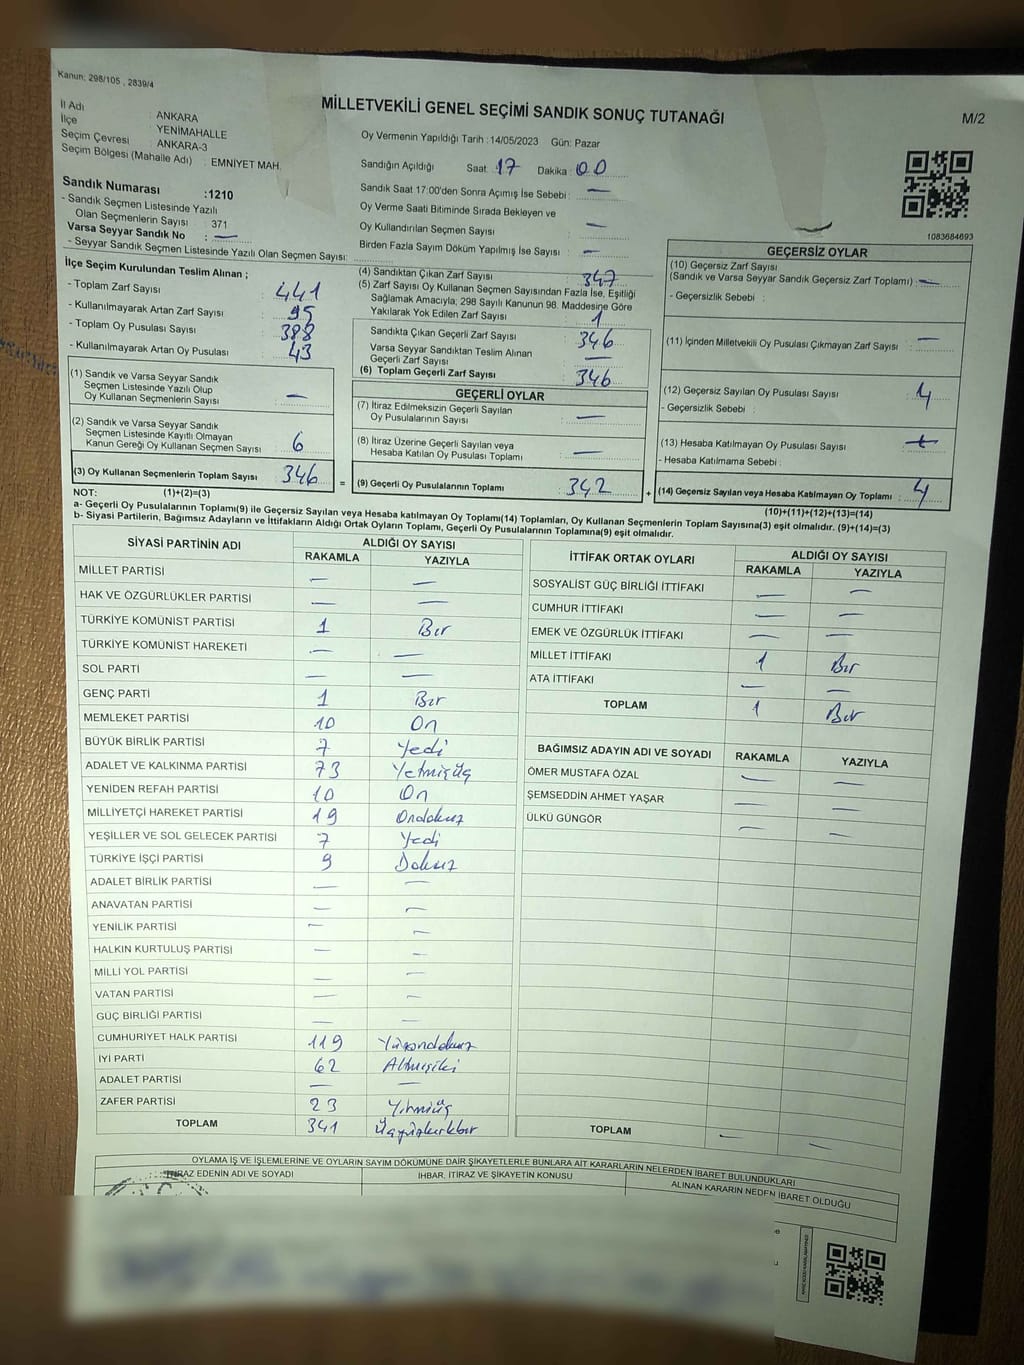 Kanun: 298/105 , 2839/4
MİLLETVEKİLİ GENEL SEÇİMİ SANDIK SONUÇ TUTANAĞI
M/2
İl Adı : ANKARA
İlçe YENİMAHALLE
Seçim Çevresi ANKARA-3
Seçim Bölgesi (Mahalle Adı) : EMNİYET MAH.
Oy Vermenin Yapıldığı Tarih : 14/05/2023 Gün: Pazar
Sandığın Açıldığı Saat : 17 Dakika : 00
Sandık Saat 17:00'den Sonra Açımış İse Sebebi : —
Oy Verme Saati Bitiminde Sırada Bekleyen ve
Oy Kullandırılan Seçmen Sayısı : —
Birden Fazla Sayım Döküm Yapılmış İse Sayısı : —
Sandık Numarası :1210
- Sandık Seçmen Listesinde Yazılı
Olan Seçmenlerin Sayısı : 371
Varsa Seyyar Sandık No : —
- Seyyar Sandık Seçmen Listesinde Yazılı Olan Seçmen Sayısı:
1083684693
İlçe Seçim Kurulundan Teslim Alınan ;
- Toplam Zarf Sayısı : 441
- Kullanılmayarak Artan Zarf Sayısı : 95
- Toplam Oy Pusulası Sayısı : 388
- Kullanılmayarak Artan Oy Pusulası : 43
(1) Sandık ve Varsa Seyyar Sandık
Seçmen Listesinde Yazılı Olup
Oy Kullanan Seçmenlerin Sayısı : —
(2) Sandık ve Varsa Seyyar Sandık
Seçmen Listesinde Kayıtlı Olmayan
Kanun Gereği Oy Kullanan Seçmen Sayısı : 6
(3) Oy Kullanan Seçmenlerin Toplam Sayısı : 346
(4) Sandıktan Çıkan Zarf Sayısı : 347
(5) Zarf Sayısı Oy Kullanan Seçmen Sayısından Fazla İse, Eşitliği
Sağlamak Amacıyla; 298 Sayılı Kanunun 98. Maddesine Göre
Yakılarak Yok Edilen Zarf Sayısı : 1
Sandıkta Çıkan Geçerli Zarf Sayısı : 346
Varsa Seyyar Sandıktan Teslim Alınan
Geçerli Zarf Sayısı : —
(6) Toplam Geçerli Zarf Sayısı : 346
GEÇERLİ OYLAR
(7) İtiraz Edilmeksizin Geçerli Sayılan
Oy Pusulalarının Sayısı : —
(8) İtiraz Üzerine Geçerli Sayılan veya
Hesaba Katılan Oy Pusulası Toplamı : —
= (9) Geçerli Oy Pusulalarının Toplamı : 342 +
GEÇERSİZ OYLAR
(10) Geçersiz Zarf Sayısı
(Sandık ve Varsa Seyyar Sandık Geçersiz Zarf Toplamı) : —
- Geçersizlik Sebebi :
(11) İçinden Milletvekili Oy Pusulası Çıkmayan Zarf Sayısı : —
(12) Geçersiz Sayılan Oy Pusulası Sayısı : 4
- Geçersizlik Sebebi :
(13) Hesaba Katılmayan Oy Pusulası Sayısı :
- Hesaba Katılmama Sebebi :
(14) Geçersiz Sayılan veya Hesaba Katılmayan Oy Toplamı : 4
NOT: (1)+(2)=(3)
(10)+(11)+(12)+(13)=(14)
a- Geçerli Oy Pusulalarının Toplamı(9) ile Geçersiz Sayılan veya Hesaba katılmayan Oy Toplamı(14) Toplamları, Oy Kullanan Seçmenlerin Toplam Sayısına(3) eşit olmalıdır. (9)+(14)=(3)
b- Siyasi Partilerin, Bağımsız Adayların ve İttifakların Aldığı Ortak Oyların Toplamı, Geçerli Oy Pusulalarının Toplamına(9) eşit olmalıdır.
SİYASİ PARTİNİN ADI ALDIĞI OY SAYISI
RAKAMLA YAZIYLA
MİLLET PARTİSİ — —
HAK VE ÖZGÜRLÜKLER PARTİSİ — —
TÜRKİYE KOMÜNİST PARTİSİ 1 Bir
TÜRKİYE KOMÜNİST HAREKETİ — —
SOL PARTİ — —
GENÇ PARTİ 1 Bir
MEMLEKET PARTİSİ 10 On
BÜYÜK BİRLİK PARTİSİ 7 Yedi
ADALET VE KALKINMA PARTİSİ 73 Yetmişüç
YENİDEN REFAH PARTİSİ 10 On
MİLLİYETÇİ HAREKET PARTİSİ 19 Ondokuz
YEŞİLLER VE SOL GELECEK PARTİSİ 7 Yedi
TÜRKİYE İŞÇİ PARTİSİ 9 Dokuz
ADALET BİRLİK PARTİSİ — —
ANAVATAN PARTİSİ — —
YENİLİK PARTİSİ — —
HALKIN KURTULUŞ PARTİSİ — —
MİLLİ YOL PARTİSİ — —
VATAN PARTİSİ — —
GÜÇ BİRLİĞİ PARTİSİ — —
CUMHURİYET HALK PARTİSİ 119 Yüzondokuz
İYİ PARTİ 62 Altmışiki
ADALET PARTİSİ — —
ZAFER PARTİSİ 23 Yirmiüç
TOPLAM 341 Üçyüzkırkbir
İTTİFAK ORTAK OYLARI ALDIĞI OY SAYISI
RAKAMLA YAZIYLA
SOSYALİST GÜÇ BİRLİĞİ İTTİFAKI — —
CUMHUR İTTİFAKI — —
EMEK VE ÖZGÜRLÜK İTTİFAKI — —
MİLLET İTTİFAKI 1 Bir
ATA İTTİFAKI — —
TOPLAM 1 Bir
BAĞIMSIZ ADAYIN ADI VE SOYADI RAKAMLA YAZIYLA
ÖMER MUSTAFA ÖZAL — —
ŞEMSEDDİN AHMET YAŞAR — —
ÜLKÜ GÜNGÖR — —
TOPLAM — —
OYLAMA İŞ VE İŞLEMLERİNE VE OYLARIN SAYIM DÖKÜMÜNE DAİR ŞİKAYETLERLE BUNLARA AİT KARARLARIN NELERDEN İBARET BULUNDUKLARI
İTİRAZ EDENİN ADI VE SOYADI İHBAR, İTİRAZ VE ŞİKAYETİN KONUSU ALINAN KARARIN NEDEN İBARET OLDUĞU